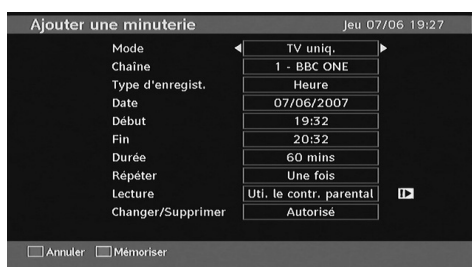 Ajouter une minuterie Jeu 07/06 19:27
Mode TV uniq.
Chaîne 1 - BBC ONE
Type d'enregist. Heure
Date 07/06/2007
Début 19:32
Fin 20:32
Durée 60 mins
Répéter Une fois
Lecture Uti. le contr. parental
Changer/Supprimer Autorisé
Annuler Mémoriser